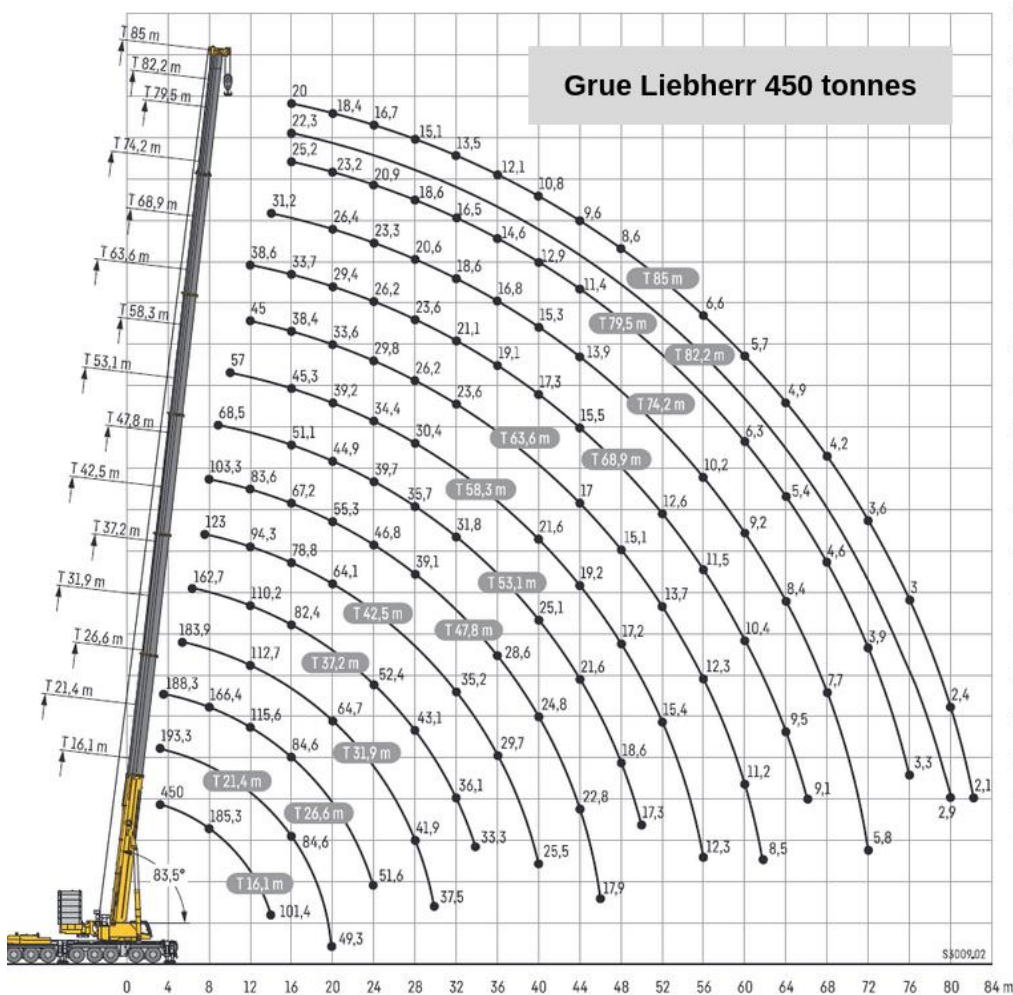 Grue Liebherr 450 tonnes
T 85 m
T 82,2 m
T 79,5 m
T 74,2 m
T 68,9 m
T 63,6 m
T 58,3 m
T 53,1 m
T 47,8 m
T 42,5 m
T 37,2 m
T 31,9 m
T 26,6 m
T 21,4 m
T 16,1 m
83,5°
20 18,4 16,7 15,1 13,5 12,1 10,8 9,6 8,6 T 85 m 6,6 5,7 4,9 4,2 3,6 3 2,4 2,1
22,3 T 82,2 m 2,9
25,2 23,2 20,9 18,6 16,5 14,6 12,9 11,4 T 79,5 m 6,3 5,4 4,6 3,9 3,3
31,2 26,4 23,3 20,6 18,6 16,8 15,3 13,9 T 74,2 m 10,2 9,2 8,4 7,7 5,8
38,6 33,7 29,4 26,2 23,6 21,1 19,1 17,3 15,5 T 68,9 m 12,6 11,5 10,4 9,5 9,1
45 38,4 33,6 29,8 26,2 23,6 T 63,6 m 17 15,1 13,7 12,3 11,2 8,5
57 45,3 39,2 34,4 30,4 T 58,3 m 21,6 19,2 17,2 15,4 12,3
68,5 51,1 44,9 39,7 35,7 31,8 T 53,1 m 25,1 21,6 18,6 17,3
103,3 83,6 67,2 55,3 46,8 39,1 T 47,8 m 28,6 24,8 22,8 17,9
123 94,3 78,8 64,1 T 42,5 m 35,2 29,7 25,5
162,7 110,2 82,4 T 37,2 m 52,4 43,1 36,1 33,3
183,9 112,7 64,7 T 31,9 m 41,9 37,5
188,3 166,4 115,6 84,6 T 26,6 m 51,6
193,3 T 21,4 m 84,6 49,3
450 185,3 T 16,1 m 101,4
S3009.02
0 4 8 12 16 20 24 28 32 36 40 44 48 52 56 60 64 68 72 76 80 84 m